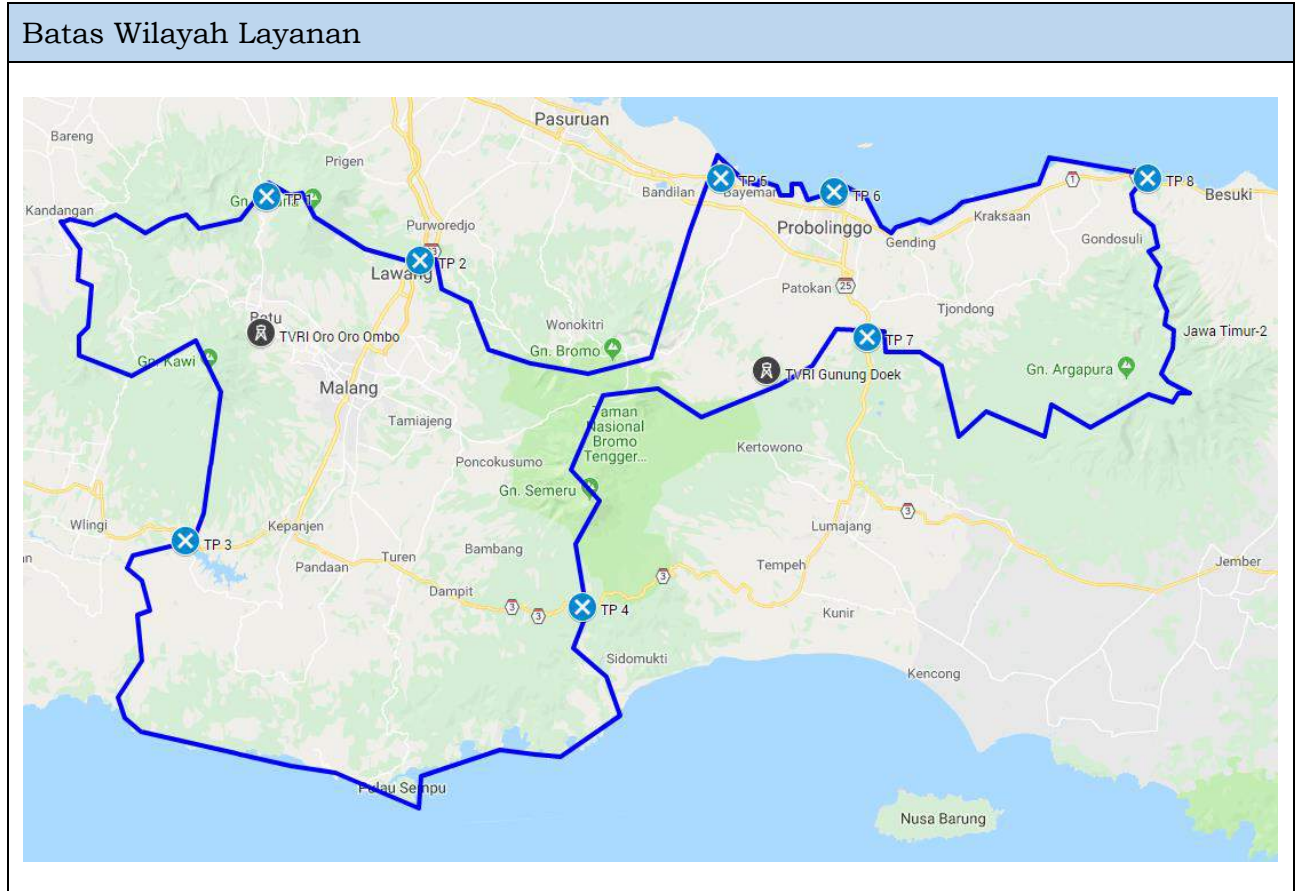 Batas Wilayah Layanan
Pasuruan
Bareng
Prigen
Bandilan
TP 5
Bayeman
TP 6
TP 8
Besuki
TP 1
Kandangan
Purworedjo
Probolinggo
Kraksaan
Gending
Gondosuli
TP 2
Lawang
Patokan
25
Tjondong
Batu
TVRI Oro Oro Ombo
Wonokitri
Gn. Bromo
TP 7
Jawa Timur-2
Gn. Kawi
Malang
TVRI Gunung Doek
Gn. Argapura
Tamiajeng
Taman
Nasional
Bromo
Tengger...
Kertowono
Poncokusumo
Gn. Semeru
3
Wlingi
TP 3
Kepanjen
Lumajang
Pandaan
Turen
Bambang
Tempeh
Jember
3
Dampit
3
3
TP 4
Kunir
Sidomukti
Kencong
Pulau Sempu
Nusa Barung
1